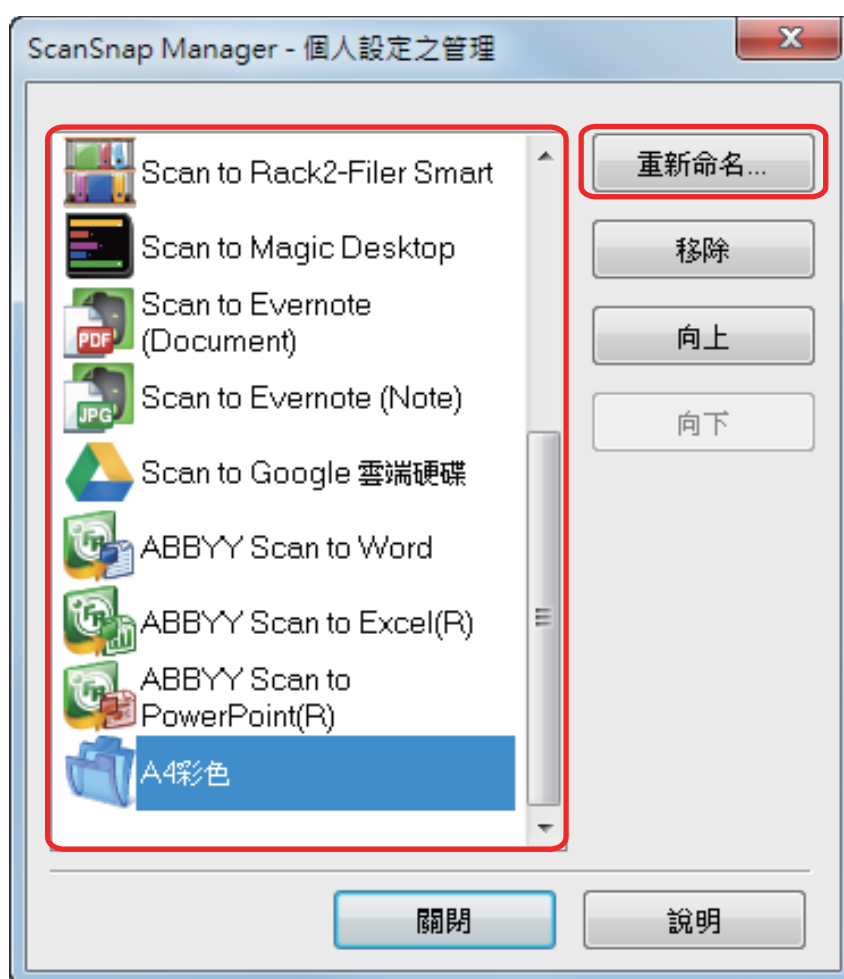 ScanSnap Manager - 個人設定之管理
Scan to Rack2-Filer Smart
Scan to Magic Desktop
Scan to Evernote
(Document)
PDF
Scan to Evernote (Note)
JPG
Scan to Google 雲端硬碟
ABBYY Scan to Word
ABBYY Scan to Excel(R)
ABBYY Scan to
PowerPoint(R)
A4彩色
重新命名...
移除
向上
向下
關閉
說明